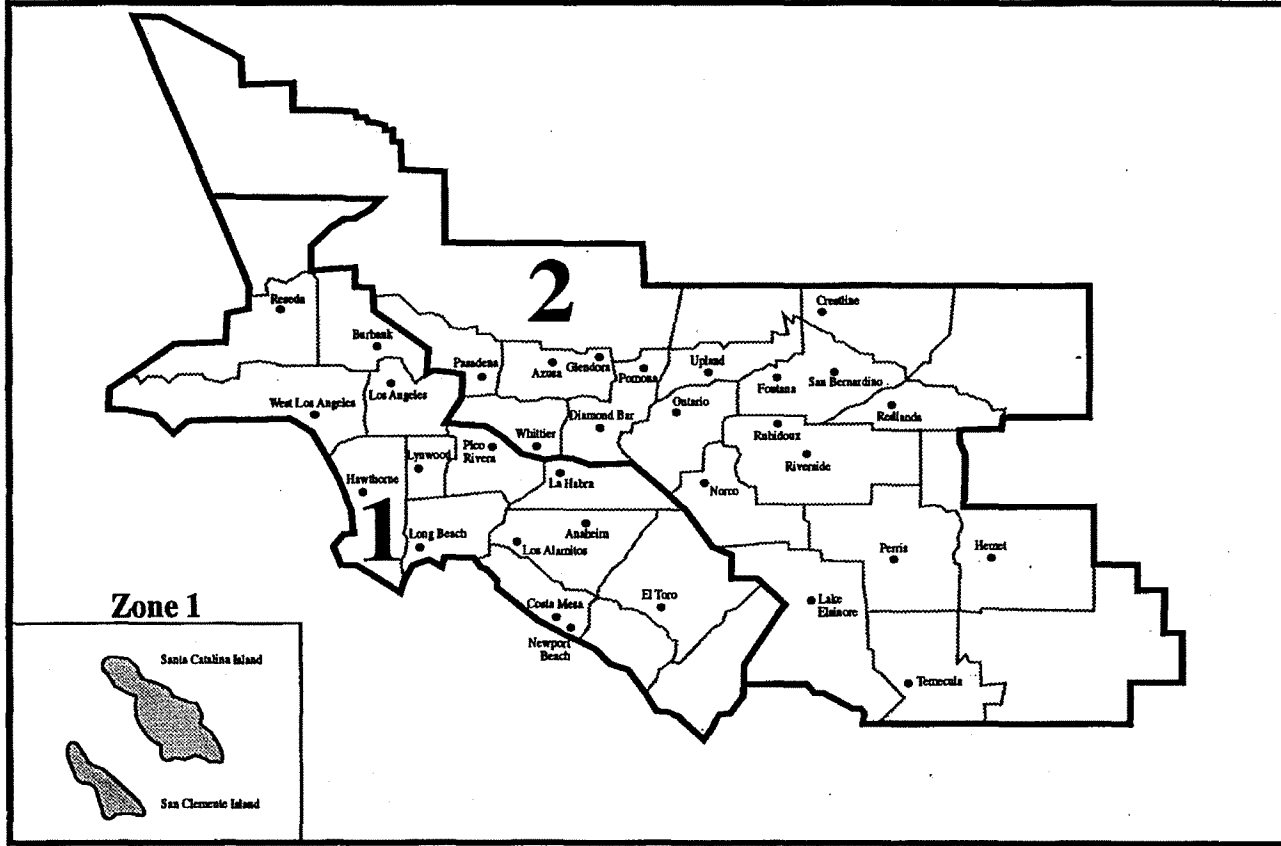 2
Crestline
Reseda
Burbank
Pasadena
Azusa
Glendora
Pomona
Upland
Fontana
San Bernardino
West Los Angeles
Los Angeles
Ontario
Redlands
Diamond Bar
Whittier
Rubidoux
Pico
Rivera
Lynwood
Riverside
La Habra
Hawthorne
Norco
1
Long Beach
Anaheim
Los Alamitos
Perris
Hemet
Costa Mesa
El Toro
Lake
Elsinore
Newport
Beach
Temecula
Zone 1
Santa Catalina Island
San Clemente Island